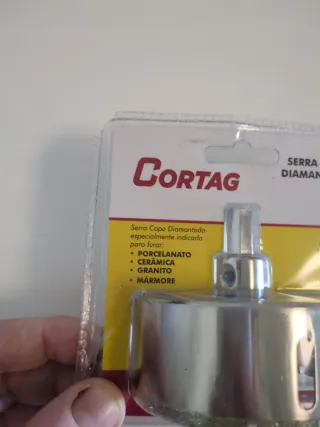 CORTAG
SERRA
DIAMAN
Serra Copo Diamantada
especialmente indicada
para furar:
• PORCELANATO
• CERÂMICA
• GRANITO
• MÁRMORE